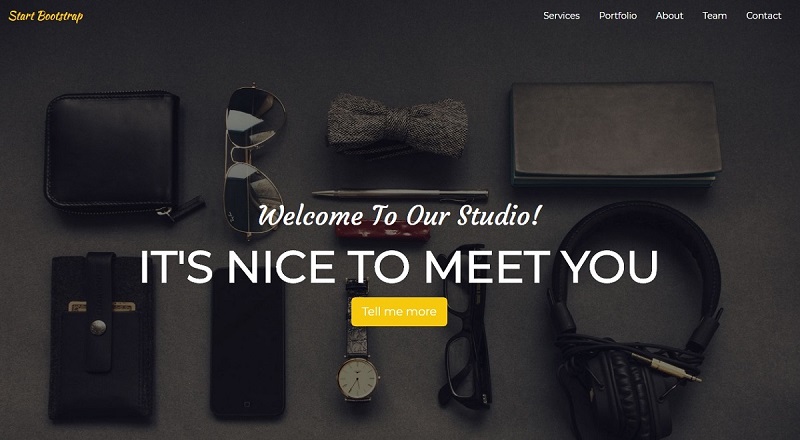 Start Bootstrap
Services Portfolio About Team Contact
Welcome To Our Studio!
IT'S NICE TO MEET YOU
Tell me more